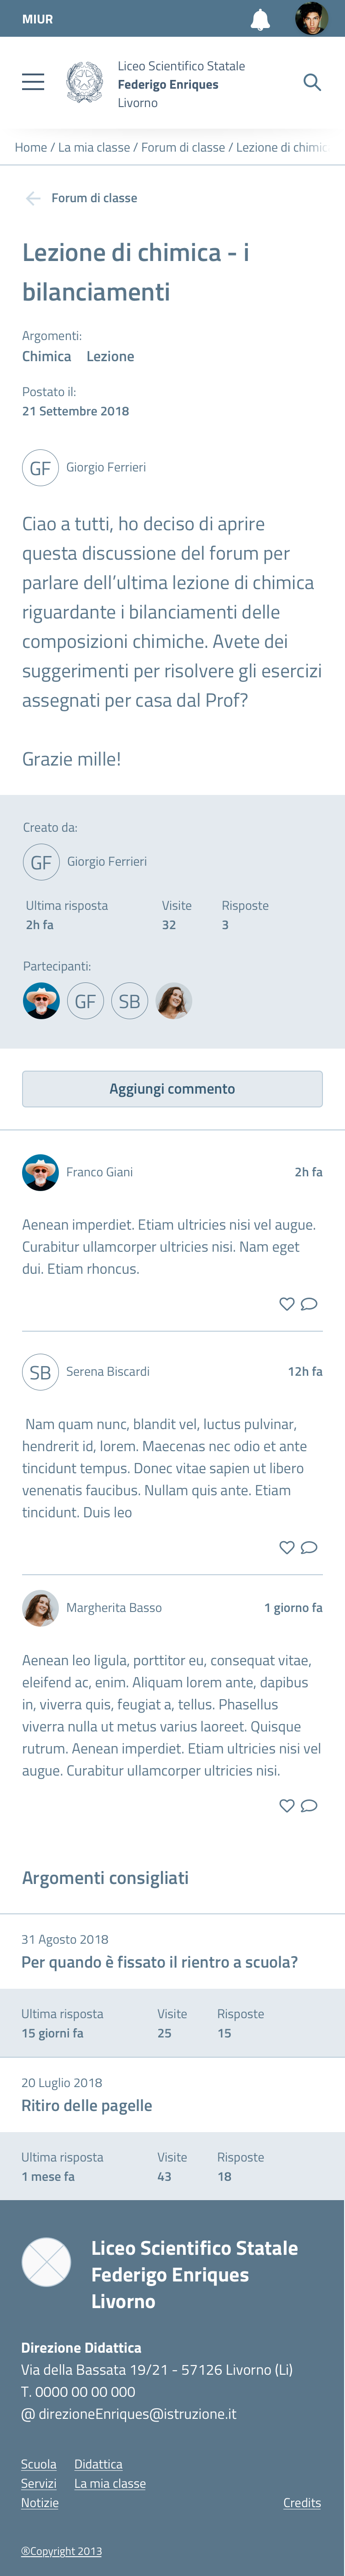 MIUR
Liceo Scientifico Statale
Federigo Enriques
Livorno
Home / La mia classe / Forum di classe / Lezione di chimic
Forum di classe
Lezione di chimica - i
bilanciamenti
Argomenti:
Chimica Lezione
Postato il:
21 Settembre 2018
GF Giorgio Ferrieri
Ciao a tutti, ho deciso di aprire
questa discussione del forum per
parlare dell’ultima lezione di chimica
riguardante i bilanciamenti delle
composizioni chimiche. Avete dei
suggerimenti per risolvere gli esercizi
assegnati per casa dal Prof?
Grazie mille!
Creato da:
GF Giorgio Ferrieri
Ultima risposta Visite Risposte
2h fa 32 3
Partecipanti:
GF SB
Aggiungi commento
Franco Giani 2h fa
Aenean imperdiet. Etiam ultricies nisi vel augue.
Curabitur ullamcorper ultricies nisi. Nam eget
dui. Etiam rhoncus.
SB Serena Biscardi 12h fa
Nam quam nunc, blandit vel, luctus pulvinar,
hendrerit id, lorem. Maecenas nec odio et ante
tincidunt tempus. Donec vitae sapien ut libero
venenatis faucibus. Nullam quis ante. Etiam
tincidunt. Duis leo
Margherita Basso 1 giorno fa
Aenean leo ligula, porttitor eu, consequat vitae,
eleifend ac, enim. Aliquam lorem ante, dapibus
in, viverra quis, feugiat a, tellus. Phasellus
viverra nulla ut metus varius laoreet. Quisque
rutrum. Aenean imperdiet. Etiam ultricies nisi vel
augue. Curabitur ullamcorper ultricies nisi.
Argomenti consigliati
31 Agosto 2018
Per quando è fissato il rientro a scuola?
Ultima risposta Visite Risposte
15 giorni fa 25 15
20 Luglio 2018
Ritiro delle pagelle
Ultima risposta Visite Risposte
1 mese fa 43 18
Liceo Scientifico Statale
Federigo Enriques
Livorno
Direzione Didattica
Via della Bassata 19/21 - 57126 Livorno (Li)
T. 0000 00 00 000
@ direzioneEnriques@istruzione.it
Scuola Didattica
Servizi La mia classe
Notizie Credits
®Copyright 2013